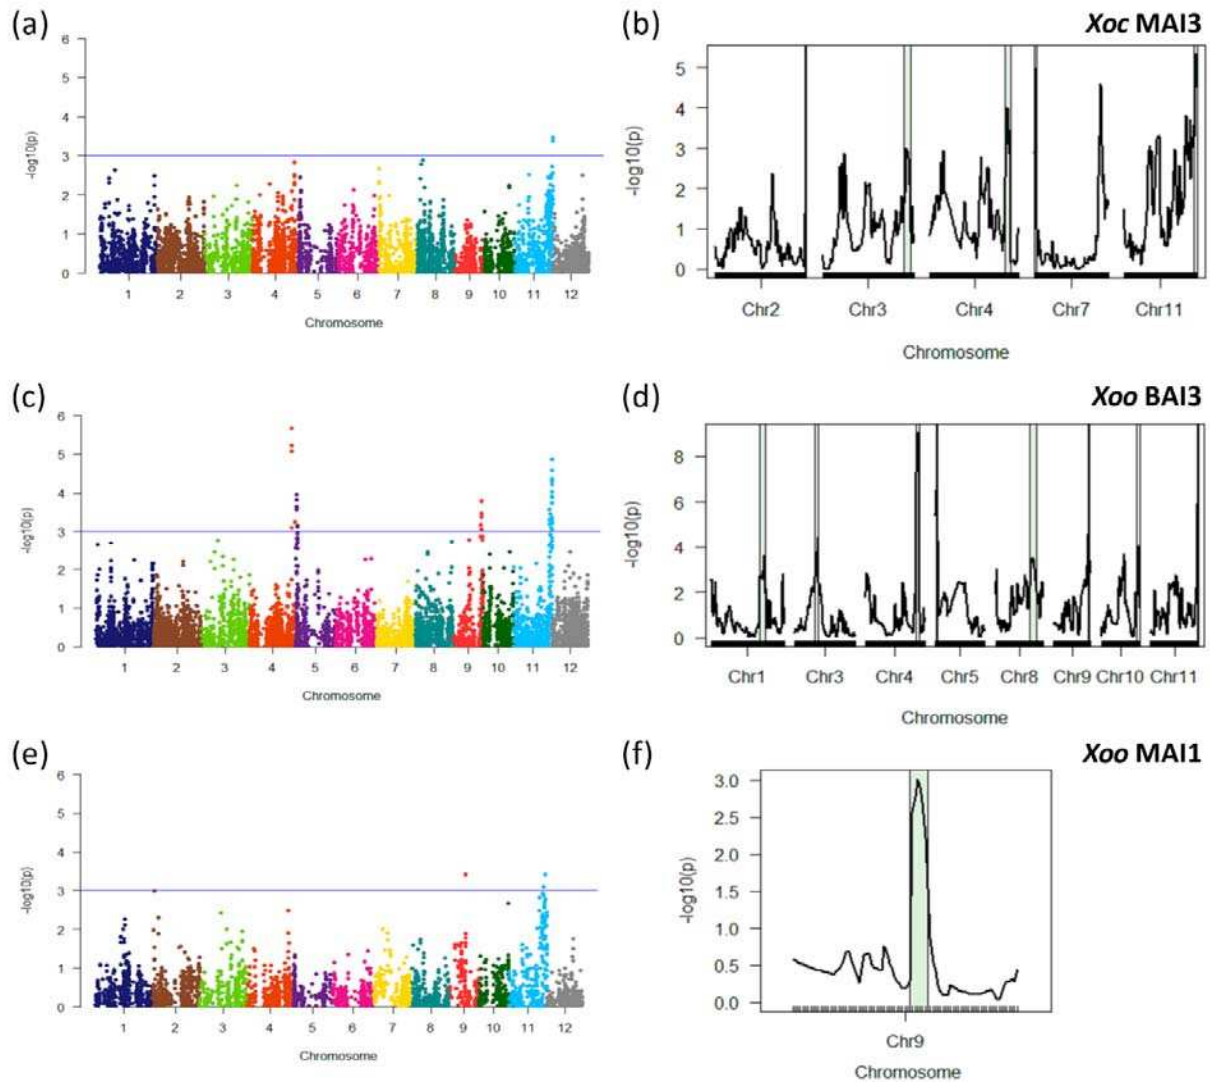 (a)
6
5
4
3
2
1
0
-log10(p)
1 2 3 4 5 6 7 8 9 10 11 12
Chromosome
(b)
Xoc MAI3
5
4
3
2
1
0
-log10(p)
Chr2 Chr3 Chr4 Chr7 Chr11
Chromosome
(c)
6
5
4
3
2
1
0
-log10(p)
1 2 3 4 5 6 7 8 9 10 11 12
Chromosome
(d)
Xoo BAI3
8
6
4
2
0
-log10(p)
Chr1 Chr3 Chr4 Chr5 Chr8 Chr9 Chr10 Chr11
Chromosome
(e)
6
5
4
3
2
1
0
-log10(p)
1 2 3 4 5 6 7 8 9 10 11 12
Chromosome
(f)
Xoo MAI1
3.0
2.5
2.0
1.5
1.0
0.5
0.0
-log10(p)
Chr9
Chromosome